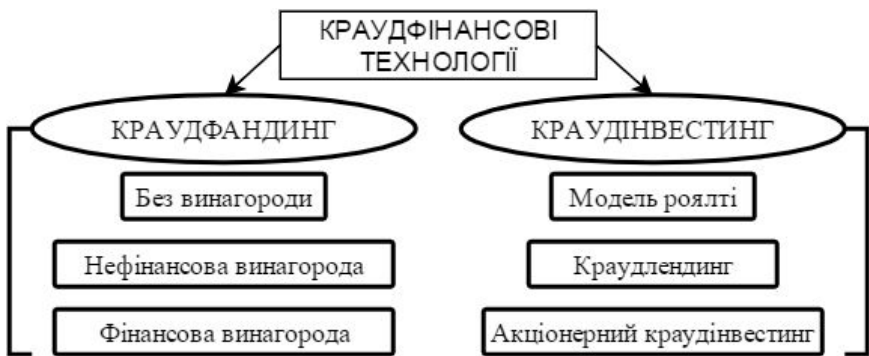 КРАУДФІНАНСОВІ
ТЕХНОЛОГІЇ
КРАУДФАНДИНГ
Без винагороди
Нефінансова винагорода
Фінансова винагорода
КРАУДІНВЕСТИНГ
Модель роялті
Краудлендинг
Акціонерний краудінвестинг